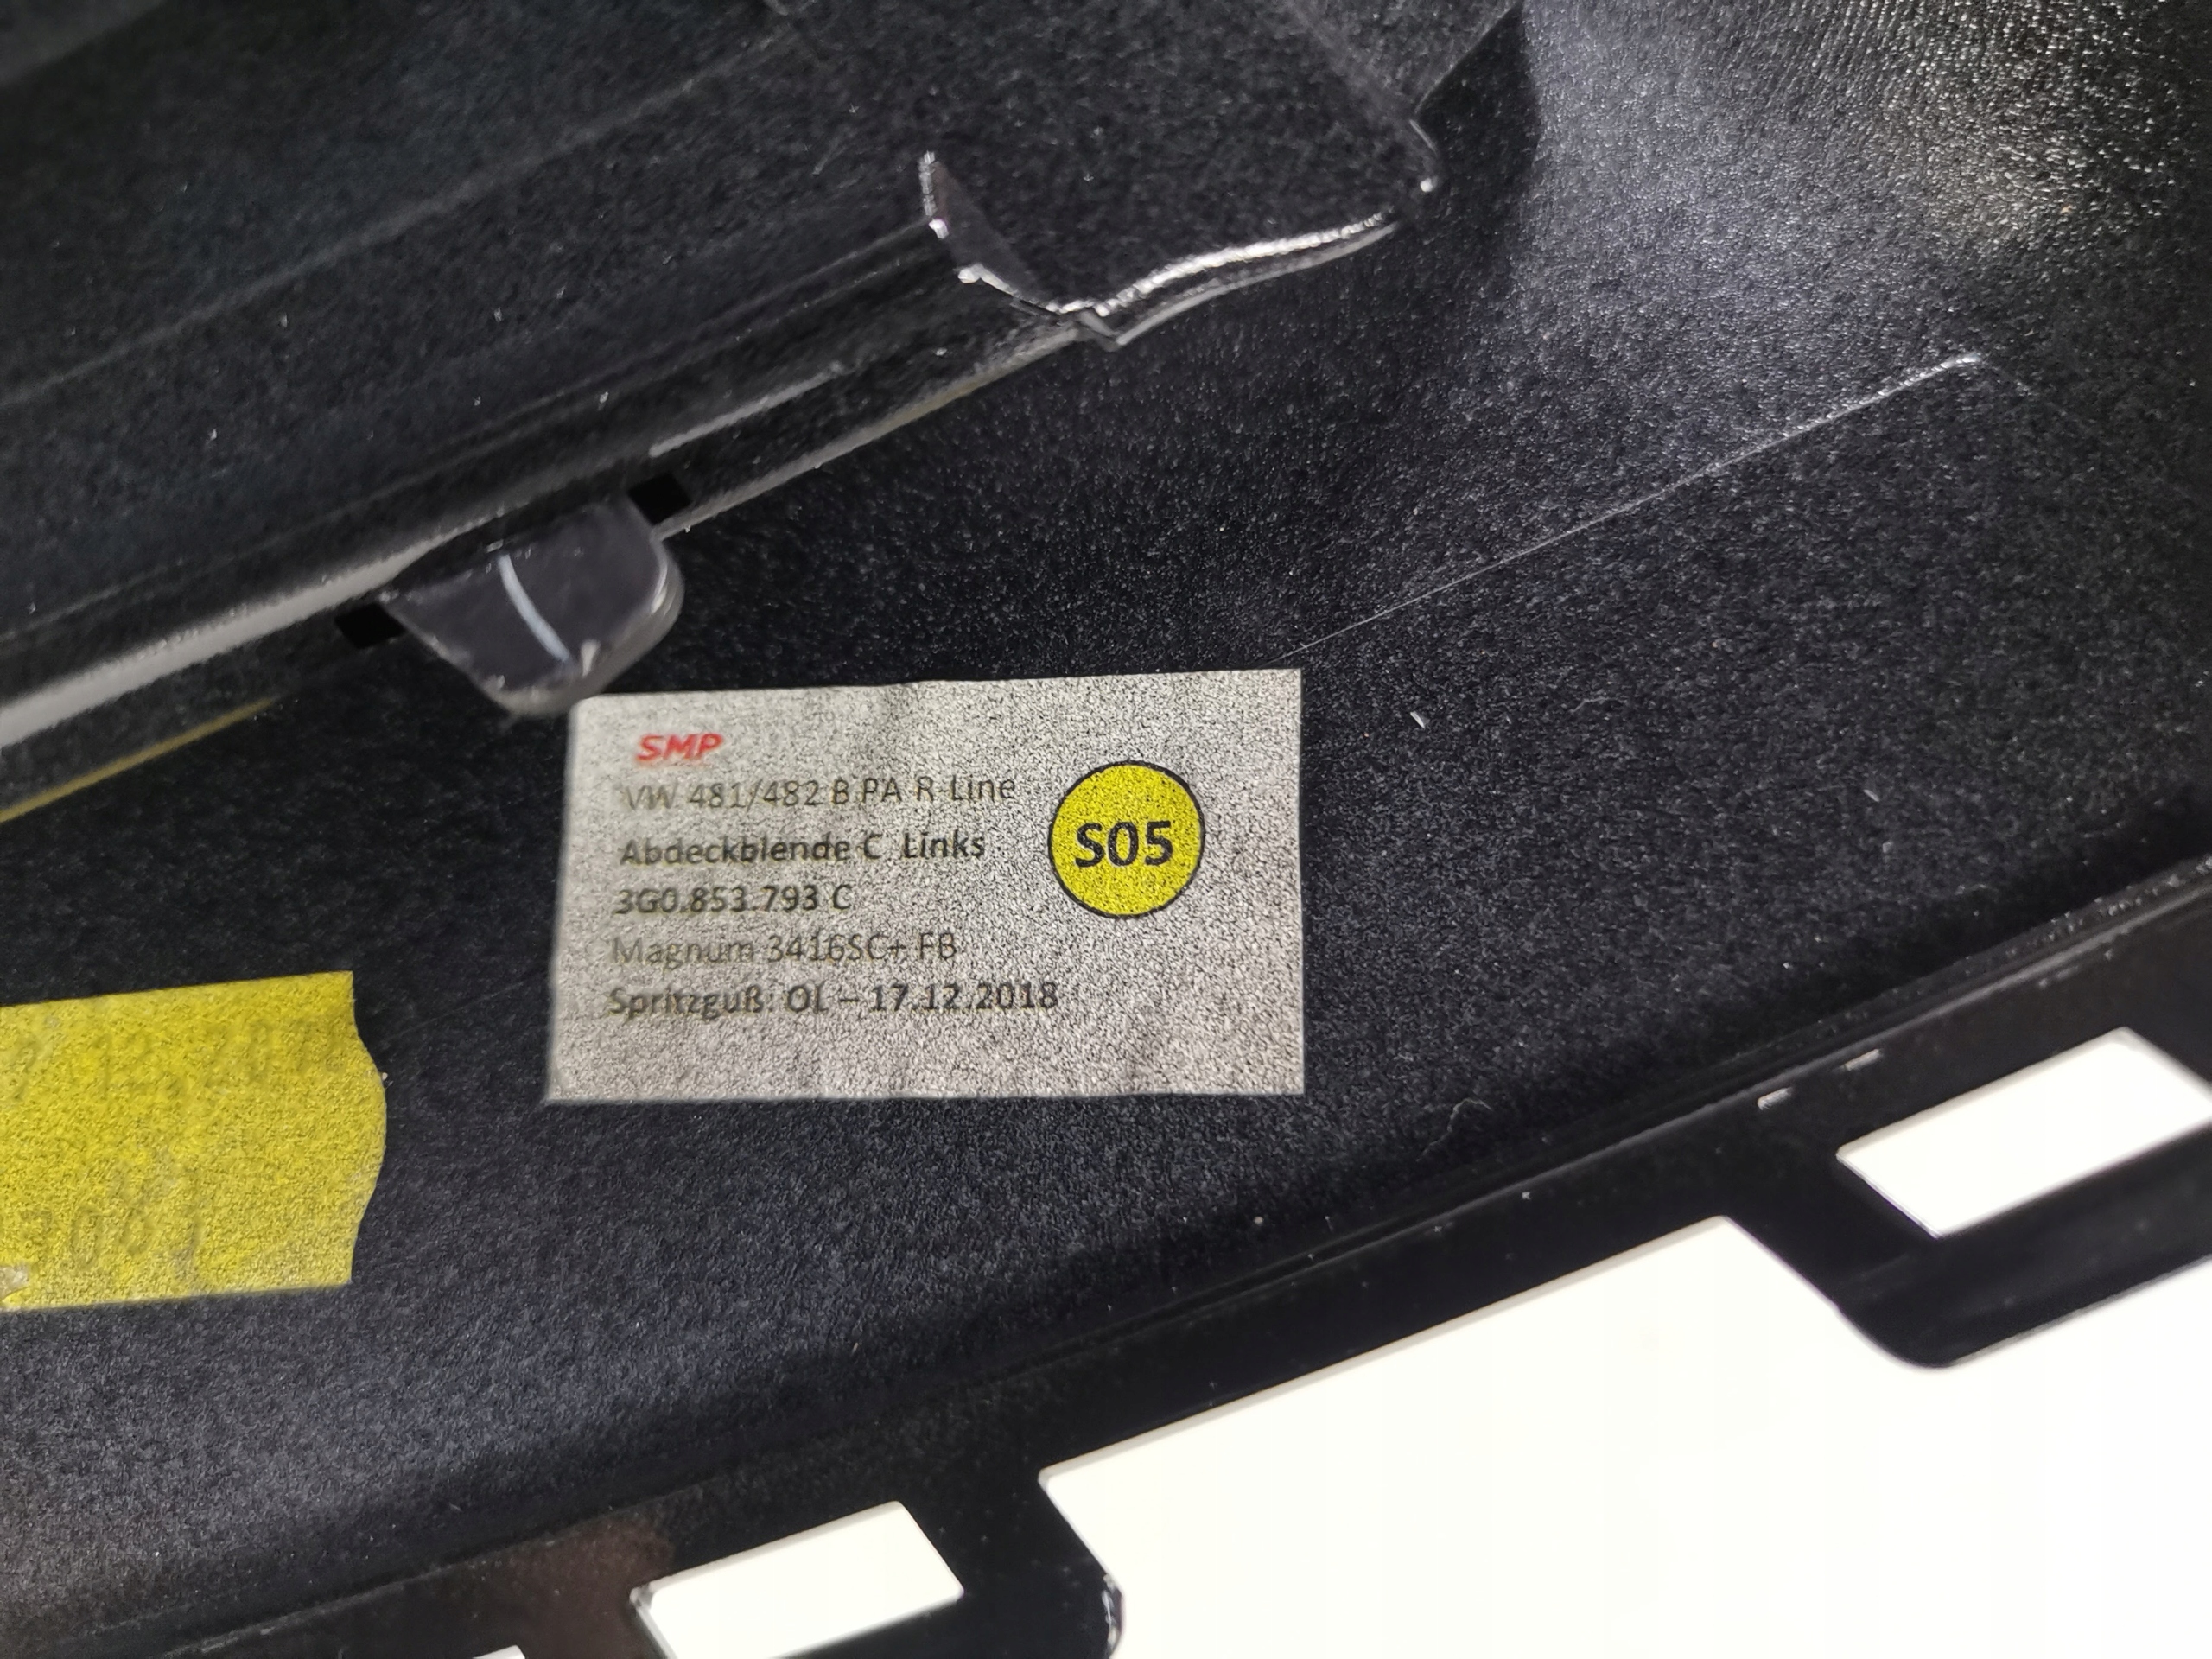 SMP
VW 481/482 B PA R-Line
Abdeckblende C Links
3G0.853.793 C
Magnum 3416SC+ FB
Spritzguß: OL – 17.12.2018
S05